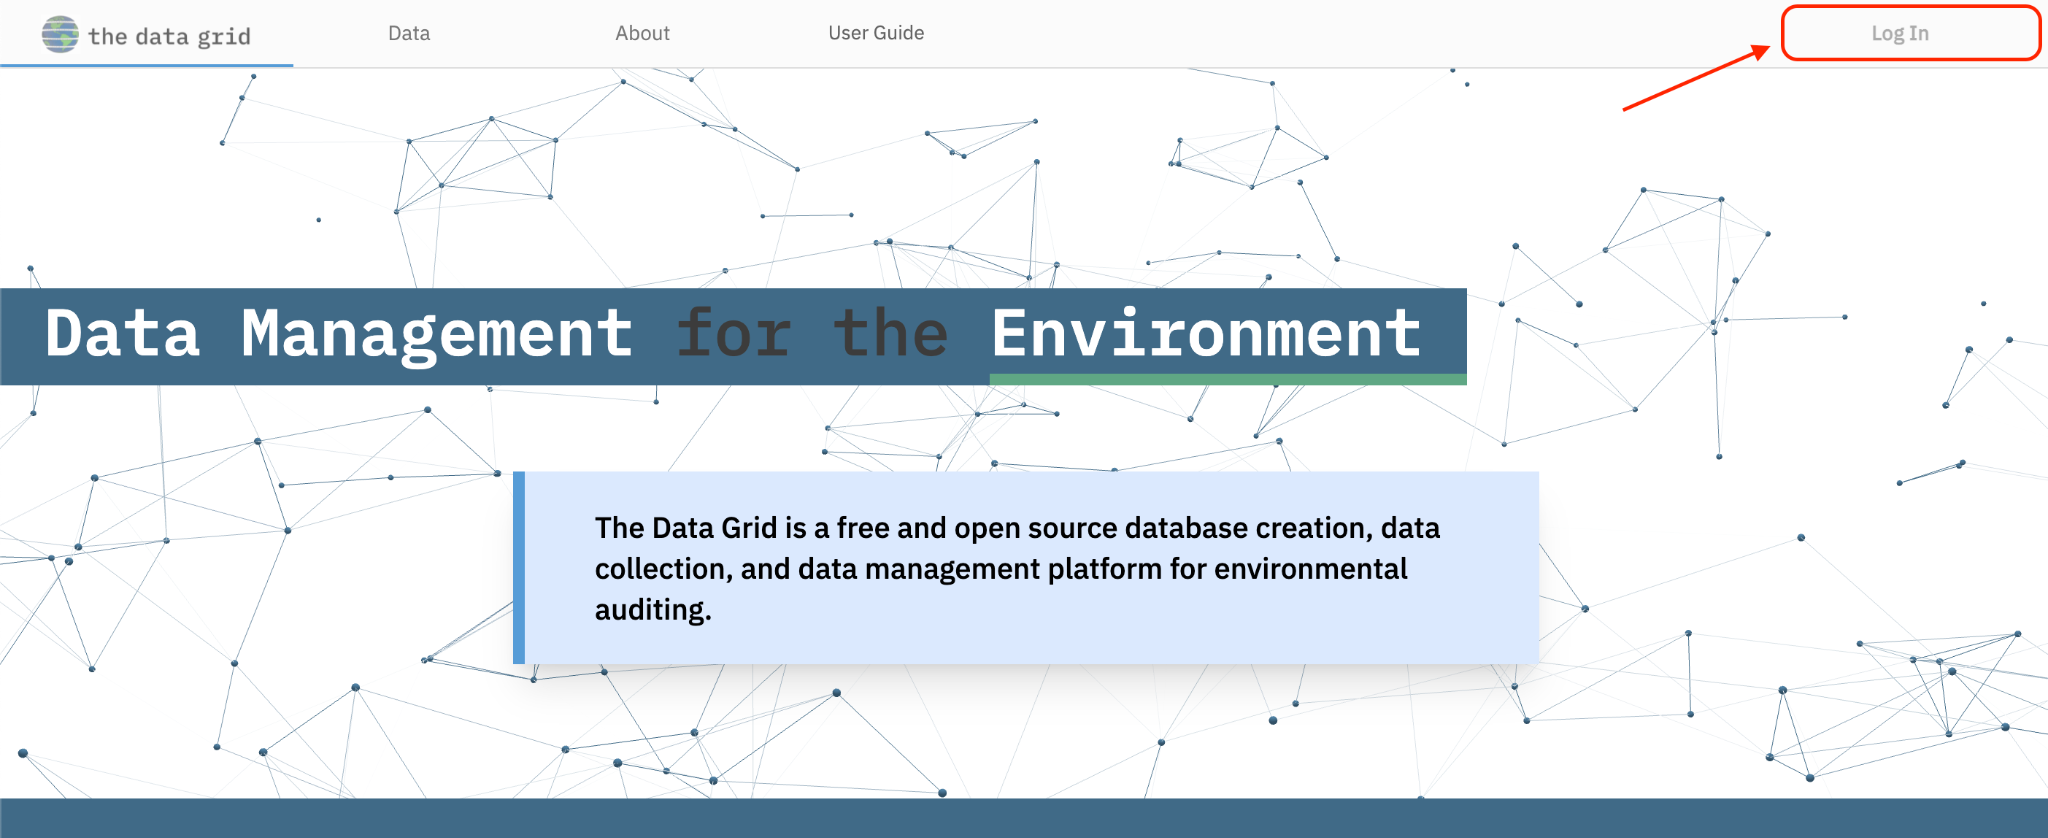 the data grid
Data
About
User Guide
Log In
Data Management for the Environment
The Data Grid is a free and open source database creation, data
collection, and data management platform for environmental
auditing.